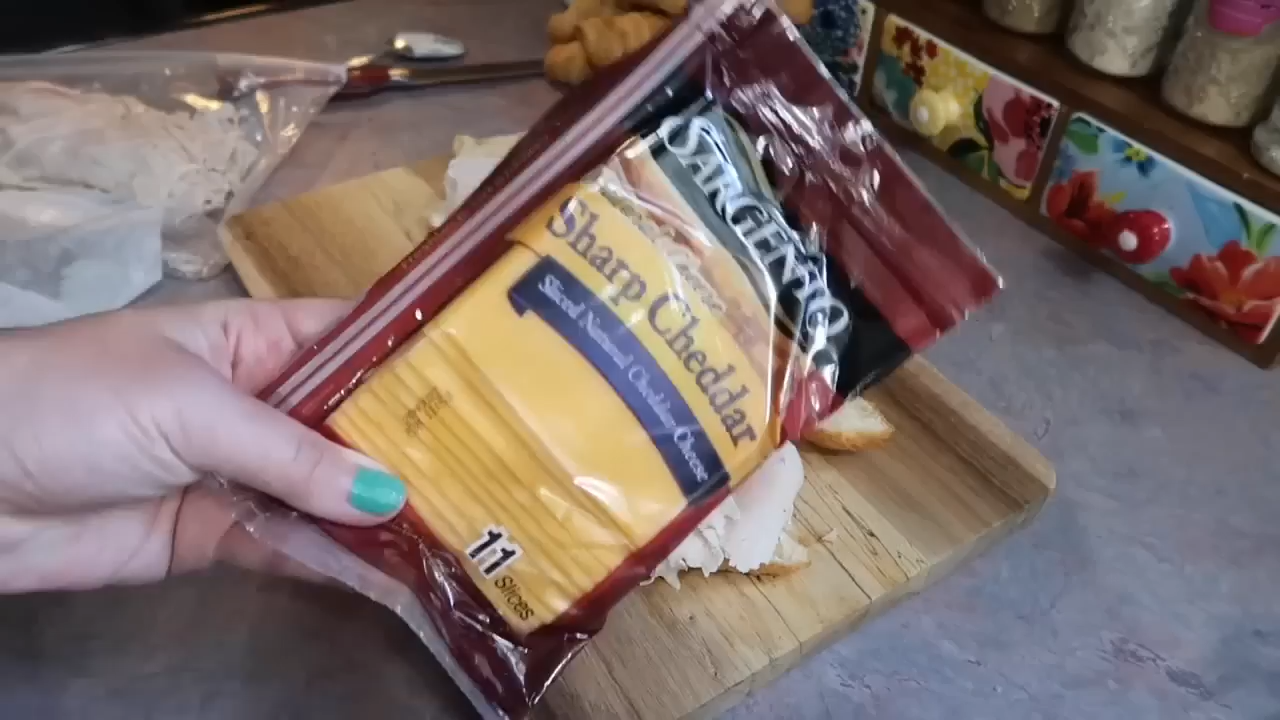 SARGENTO
Sharp Cheddar
Sliced Natural Cheddar Cheese
11
Slices